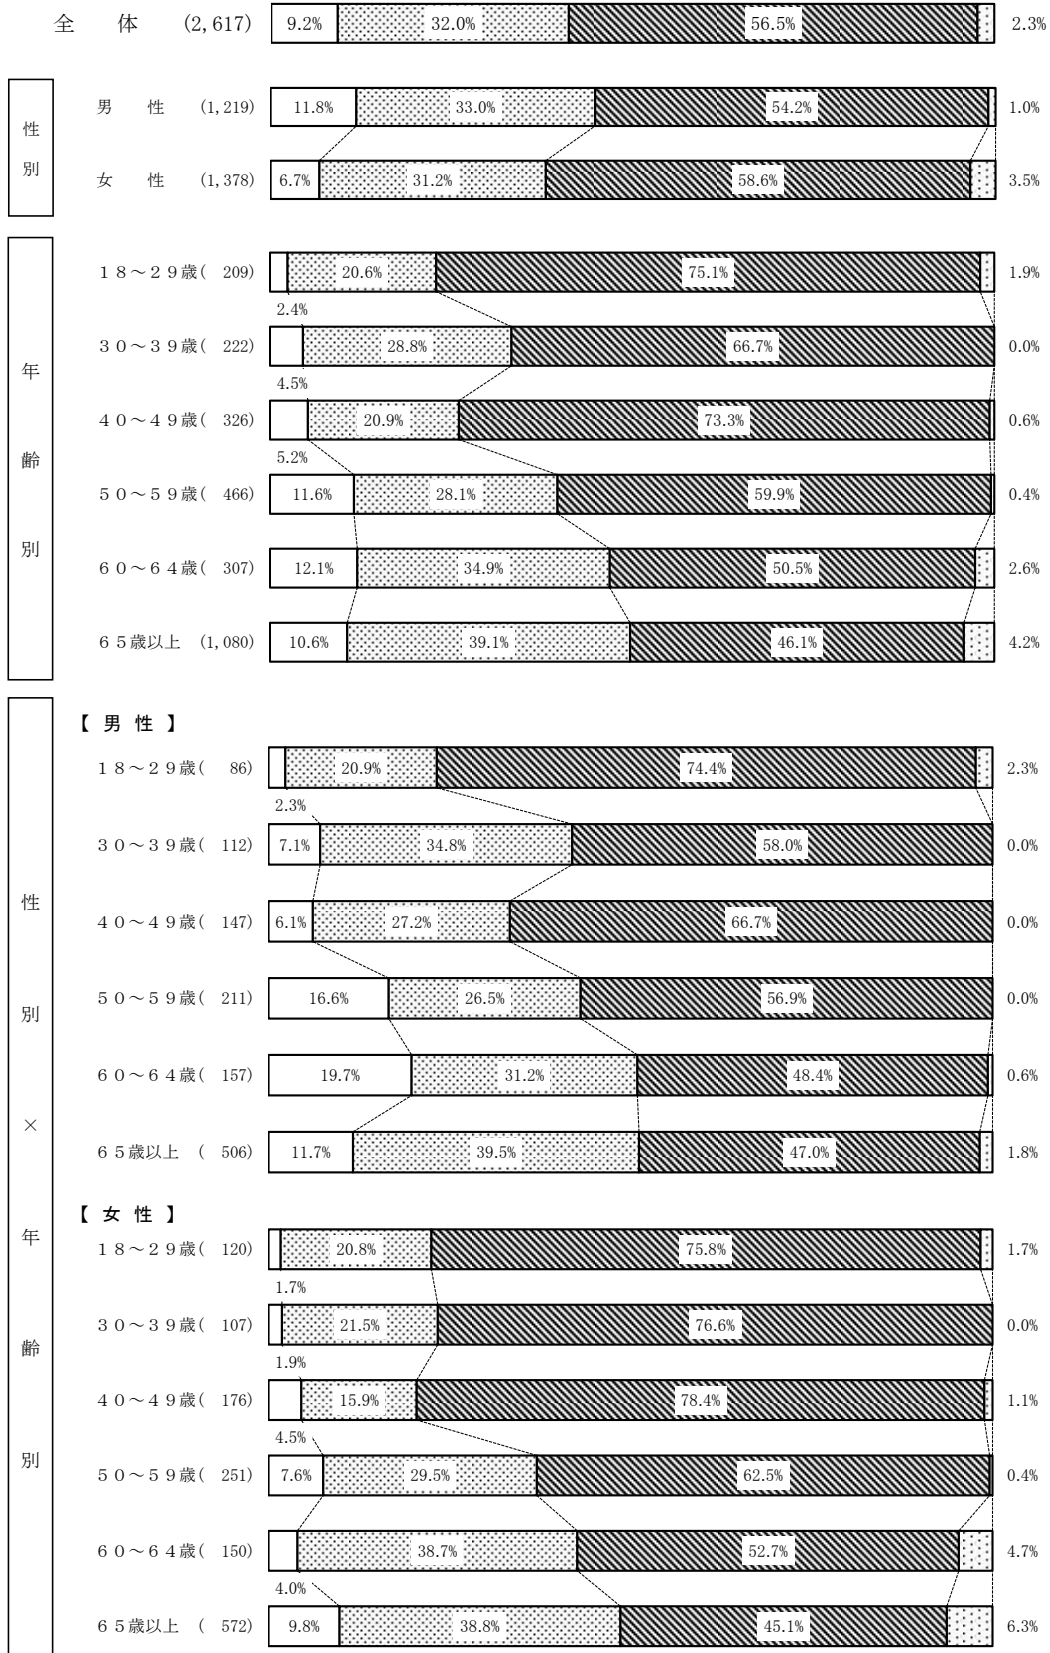 全　体　(2,617) 9.2% 32.0% 56.5% 2.3%
性別
男　性　(1,219) 11.8% 33.0% 54.2% 1.0%
女　性　(1,378) 6.7% 31.2% 58.6% 3.5%
年齢別
１８～２９歳(　209) 20.6% 75.1% 1.9%
2.4%
３０～３９歳(　222) 28.8% 66.7% 0.0%
4.5%
４０～４９歳(　326) 20.9% 73.3% 0.6%
5.2%
５０～５９歳(　466) 11.6% 28.1% 59.9% 0.4%
６０～６４歳(　307) 12.1% 34.9% 50.5% 2.6%
６５歳以上　(1,080) 10.6% 39.1% 46.1% 4.2%
性別×年齢別
【 男 性 】
１８～２９歳(　86) 20.9% 74.4% 2.3%
2.3%
３０～３９歳(　112) 7.1% 34.8% 58.0% 0.0%
４０～４９歳(　147) 6.1% 27.2% 66.7% 0.0%
５０～５９歳(　211) 16.6% 26.5% 56.9% 0.0%
６０～６４歳(　157) 19.7% 31.2% 48.4% 0.6%
６５歳以上　(　506) 11.7% 39.5% 47.0% 1.8%
【 女 性 】
１８～２９歳(　120) 20.8% 75.8% 1.7%
1.7%
３０～３９歳(　107) 21.5% 76.6% 0.0%
1.9%
４０～４９歳(　176) 15.9% 78.4% 1.1%
4.5%
５０～５９歳(　251) 7.6% 29.5% 62.5% 0.4%
６０～６４歳(　150) 38.7% 52.7% 4.7%
4.0%
６５歳以上　(　572) 9.8% 38.8% 45.1% 6.3%